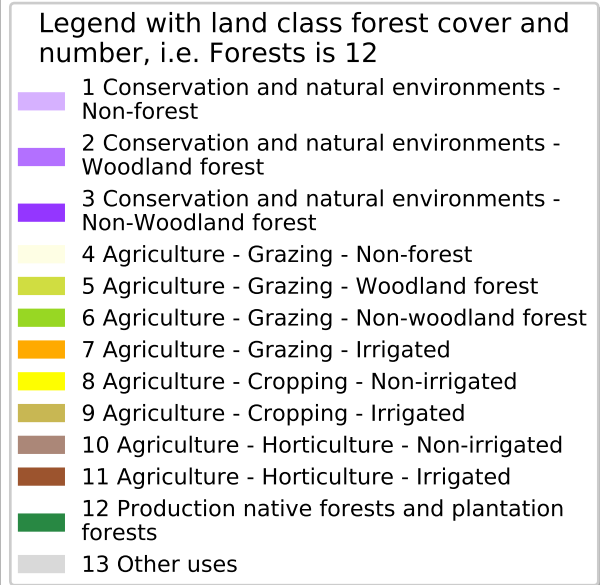 Legend with land class forest cover and
number, i.e. Forests is 12
1 Conservation and natural environments -
Non-forest
2 Conservation and natural environments -
Woodland forest
3 Conservation and natural environments -
Non-Woodland forest
4 Agriculture - Grazing - Non-forest
5 Agriculture - Grazing - Woodland forest
6 Agriculture - Grazing - Non-woodland forest
7 Agriculture - Grazing - Irrigated
8 Agriculture - Cropping - Non-irrigated
9 Agriculture - Cropping - Irrigated
10 Agriculture - Horticulture - Non-irrigated
11 Agriculture - Horticulture - Irrigated
12 Production native forests and plantation
forests
13 Other uses